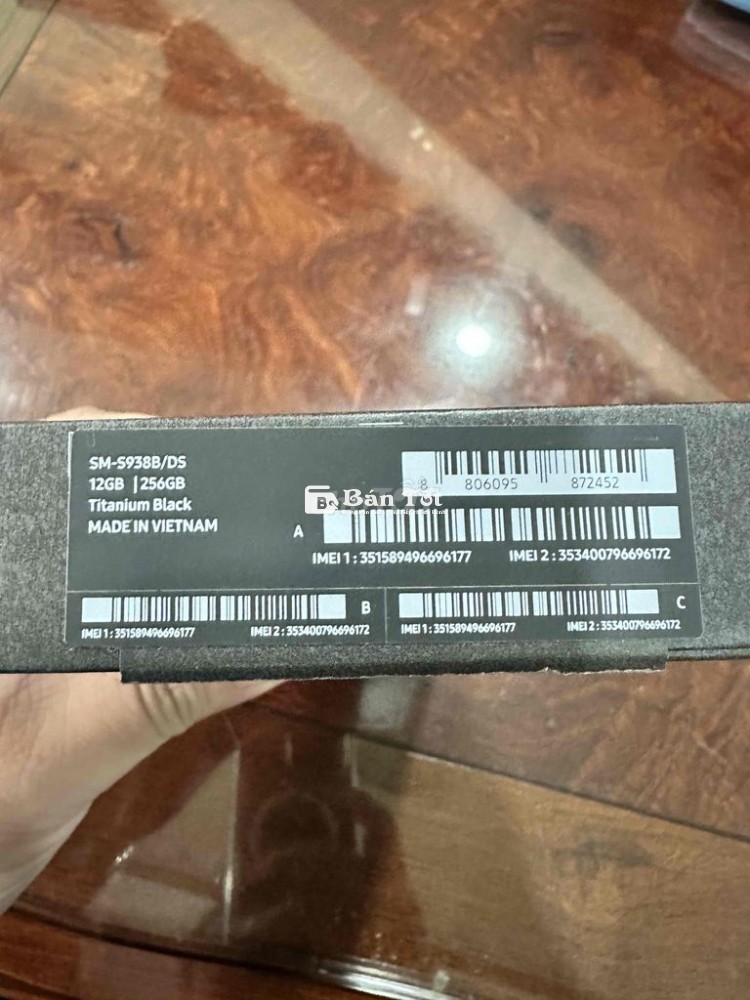 SM-S938B/DS
12GB | 256GB
Titanium Black
MADE IN VIETNAM
8 806095 872452
Bán Tốt
A
IMEI 1 : 351589496696177 IMEI 2 : 353400796696172
B
IMEI 1 : 351589496696177 IMEI 2 : 353400796696172
C
IMEI 1 : 351589496696177 IMEI 2 : 353400796696172